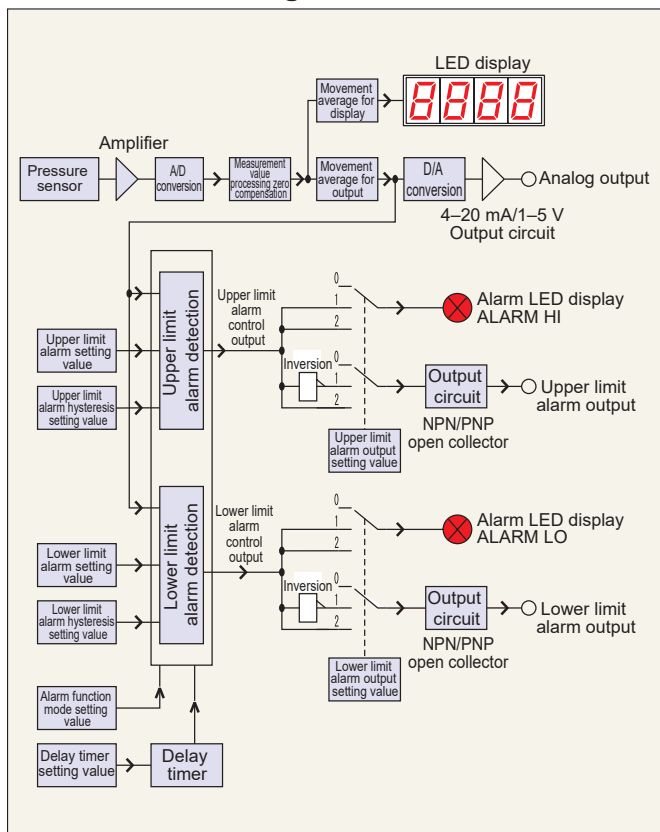 LED display
Movement
average for
display
8888
Amplifier
Pressure
sensor
A/D
conversion
Measurement
value
processing zero
compensation
Movement
average for
output
D/A
conversion
Analog output
4–20 mA/1–5 V
Output circuit
Upper limit
alarm detection
Upper limit
alarm setting
value
Upper limit
alarm hysteresis
setting value
Upper limit
alarm
control
output
0
1
2
Alarm LED display
ALARM HI
Inversion
0
1
2
Output
circuit
NPN/PNP
open collector
Upper limit
alarm output
Upper limit
alarm output
setting value
Lower limit
alarm detection
Lower limit
alarm setting
value
Lower limit
alarm hysteresis
setting value
Lower limit
alarm
control
output
0
1
2
Alarm LED display
ALARM LO
Inversion
0
1
2
Output
circuit
NPN/PNP
open collector
Lower limit
alarm output
Lower limit
alarm output
setting value
Alarm function
mode setting
value
Delay timer
setting value
Delay
timer